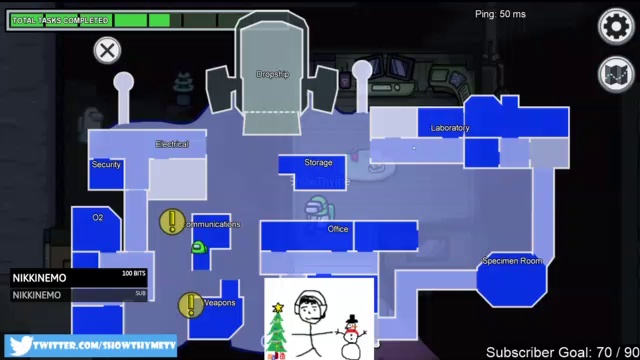 TOTAL TASKS COMPLETED
Ping: 50 ms
Dropship
Laboratory
Electrical
Security
Storage
O2
Communications
Office
Specimen Room
Weapons
NIKKINEMO 100 BITS
NIKKINEMO SUB
TWITTER.COM/SHOWTHYMETV
Subscriber Goal: 70 / 90